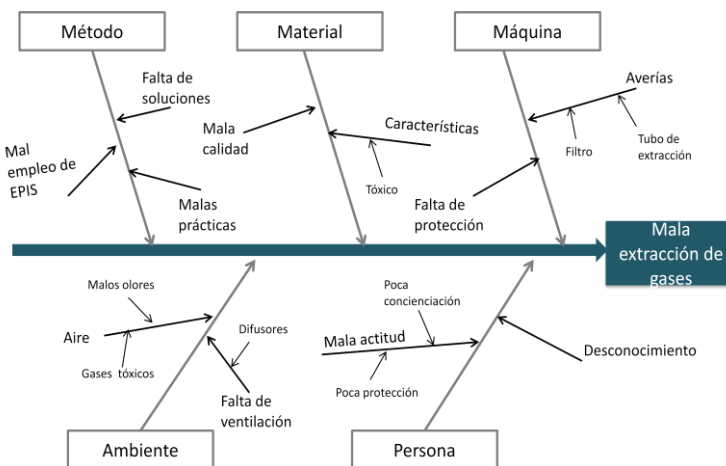 Método
Material
Máquina
Falta de
soluciones
Mal
empleo de
EPIS
Malas
prácticas
Mala
calidad
Características
Tóxico
Averías
Filtro
Tubo de
extracción
Falta de
protección
Mala
extracción de
gases
Malos olores
Aire
Gases tóxicos
Difusores
Falta de
ventilación
Poca
concienciación
Mala actitud
Poca protección
Desconocimiento
Ambiente
Persona